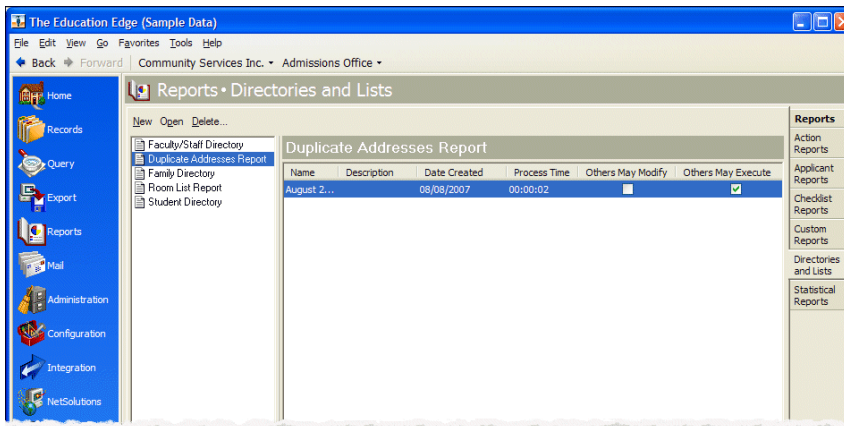 The Education Edge (Sample Data)
File Edit View Go Favorites Tools Help
Back Forward Community Services Inc. Admissions Office
Reports • Directories and Lists
Home
Records
Query
Export
Reports
Mail
Administration
Configuration
Integration
NetSolutions
New Open Delete...
Faculty/Staff Directory
Duplicate Addresses Report
Family Directory
Room List Report
Student Directory
Duplicate Addresses Report
Name Description Date Created Process Time Others May Modify Others May Execute
August 2... 08/08/2007 00:00:02
Reports
Action
Reports
Applicant
Reports
Checklist
Reports
Custom
Reports
Directories
and Lists
Statistical
Reports